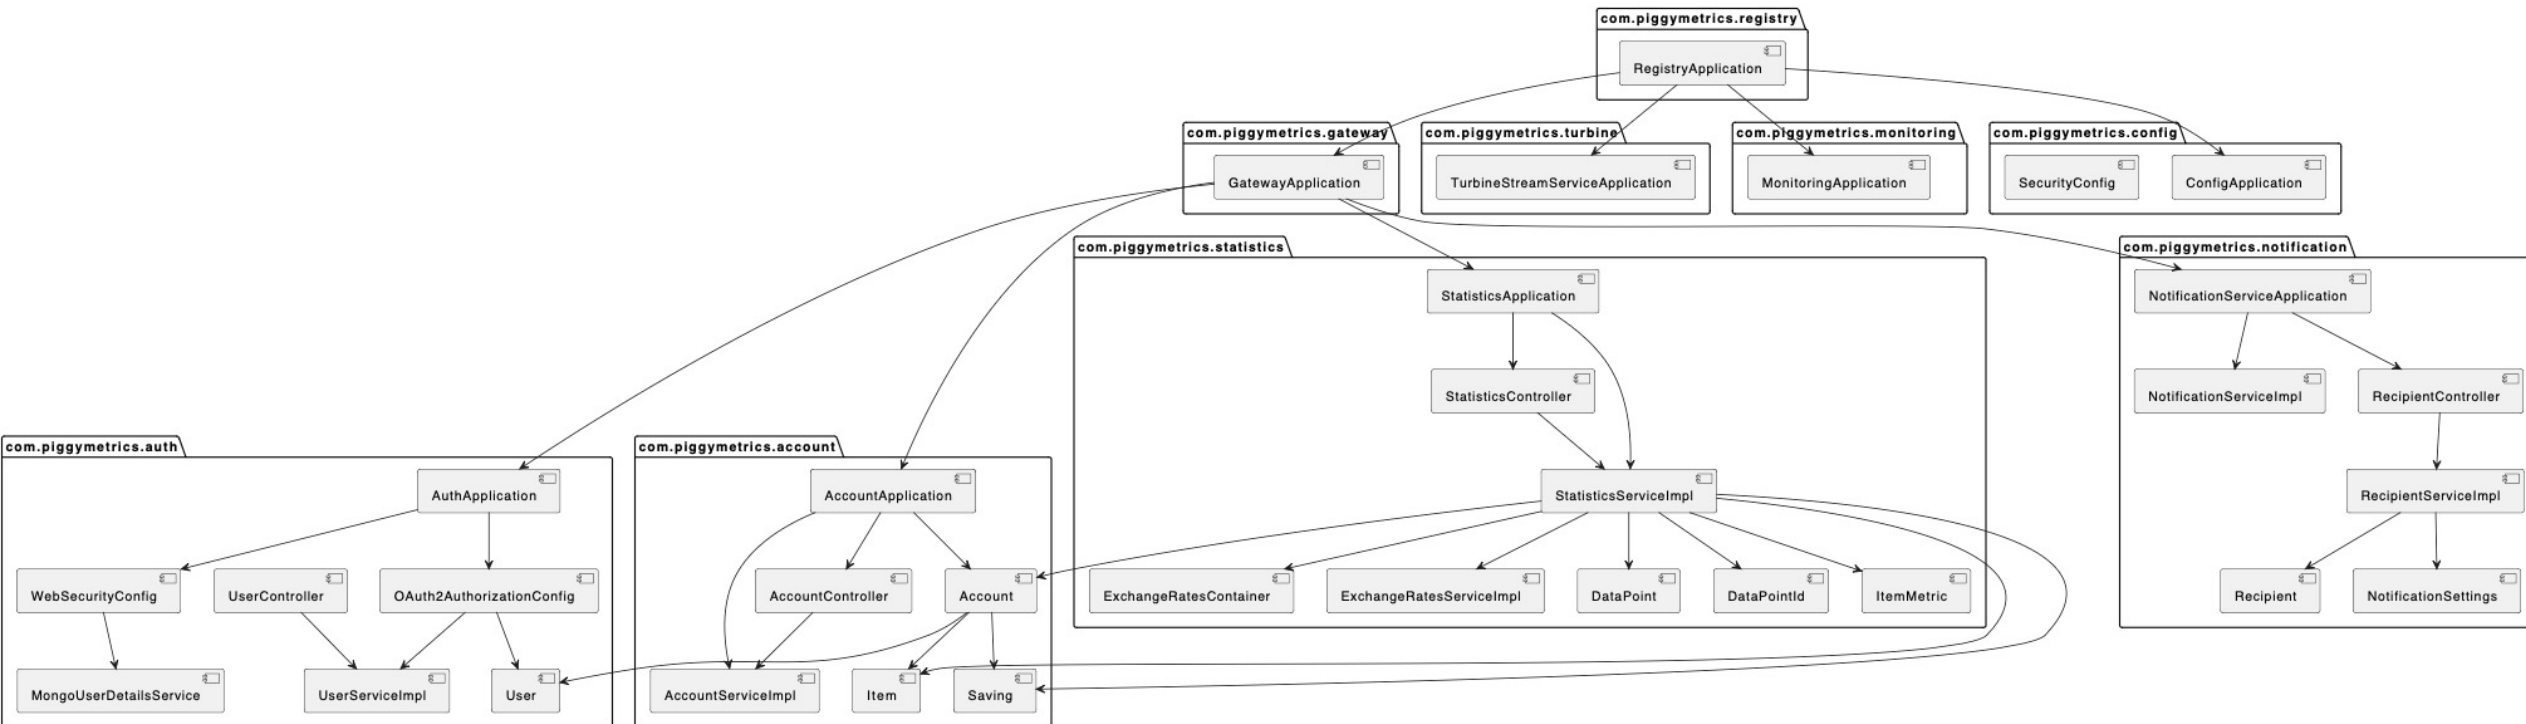 com.piggymetrics.registry
RegistryApplication
com.piggymetrics.gateway
GatewayApplication
com.piggymetrics.turbine
TurbineStreamServiceApplication
com.piggymetrics.monitoring
MonitoringApplication
com.piggymetrics.config
SecurityConfig
ConfigApplication
com.piggymetrics.statistics
StatisticsApplication
StatisticsController
StatisticsServiceImpl
ExchangeRatesContainer
ExchangeRatesServiceImpl
DataPoint
DataPointId
ItemMetric
com.piggymetrics.notification
NotificationServiceApplication
NotificationServiceImpl
RecipientController
RecipientServiceImpl
Recipient
NotificationSettings
com.piggymetrics.auth
AuthApplication
WebSecurityConfig
UserController
OAuth2AuthorizationConfig
MongoUserDetailsService
UserServiceImpl
User
com.piggymetrics.account
AccountApplication
AccountController
Account
AccountServiceImpl
Item
Saving